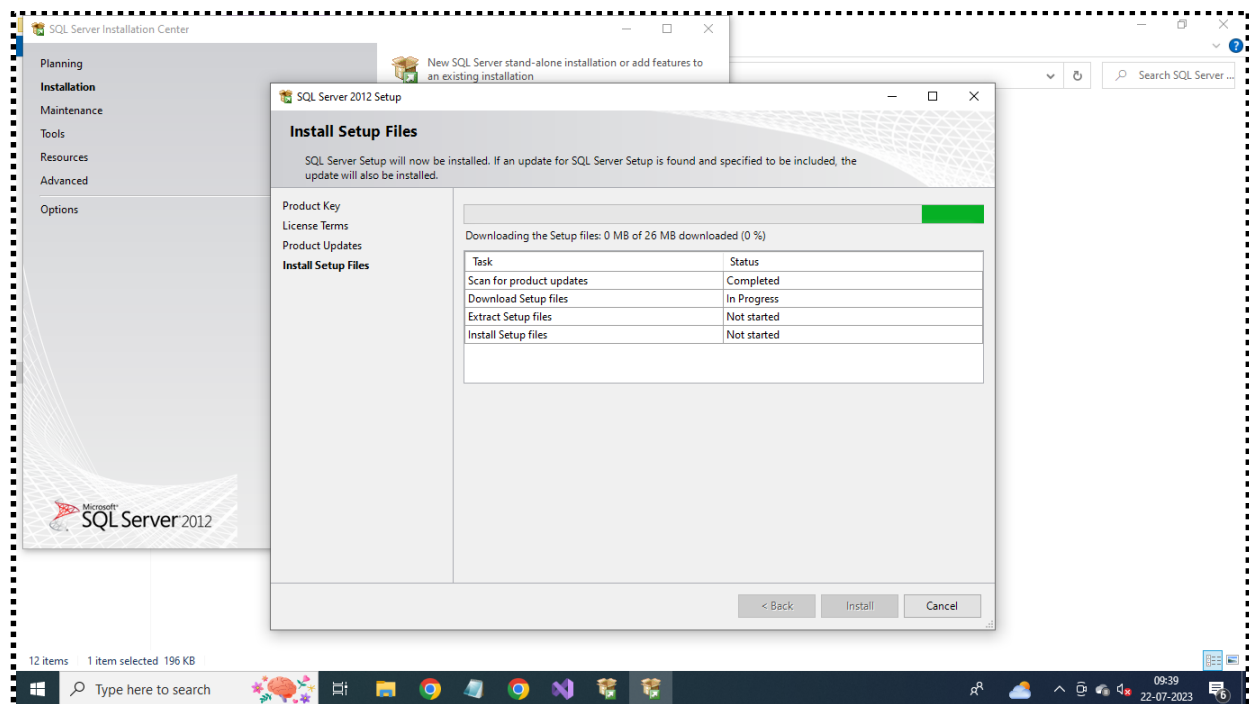 SQL Server Installation Center
Planning
Installation
Maintenance
Tools
Resources
Advanced
Options
New SQL Server stand-alone installation or add features to
an existing installation
Search SQL Server ...
Microsoft
SQL Server 2012
SQL Server 2012 Setup
Install Setup Files
SQL Server Setup will now be installed. If an update for SQL Server Setup is found and specified to be included, the
update will also be installed.
Product Key
License Terms
Product Updates
Install Setup Files
Downloading the Setup files: 0 MB of 26 MB downloaded (0 %)
Task Status
Scan for product updates Completed
Download Setup files In Progress
Extract Setup files Not started
Install Setup files Not started
< Back Install Cancel
12 items 1 item selected 196 KB
Type here to search
09:39
22-07-2023
6